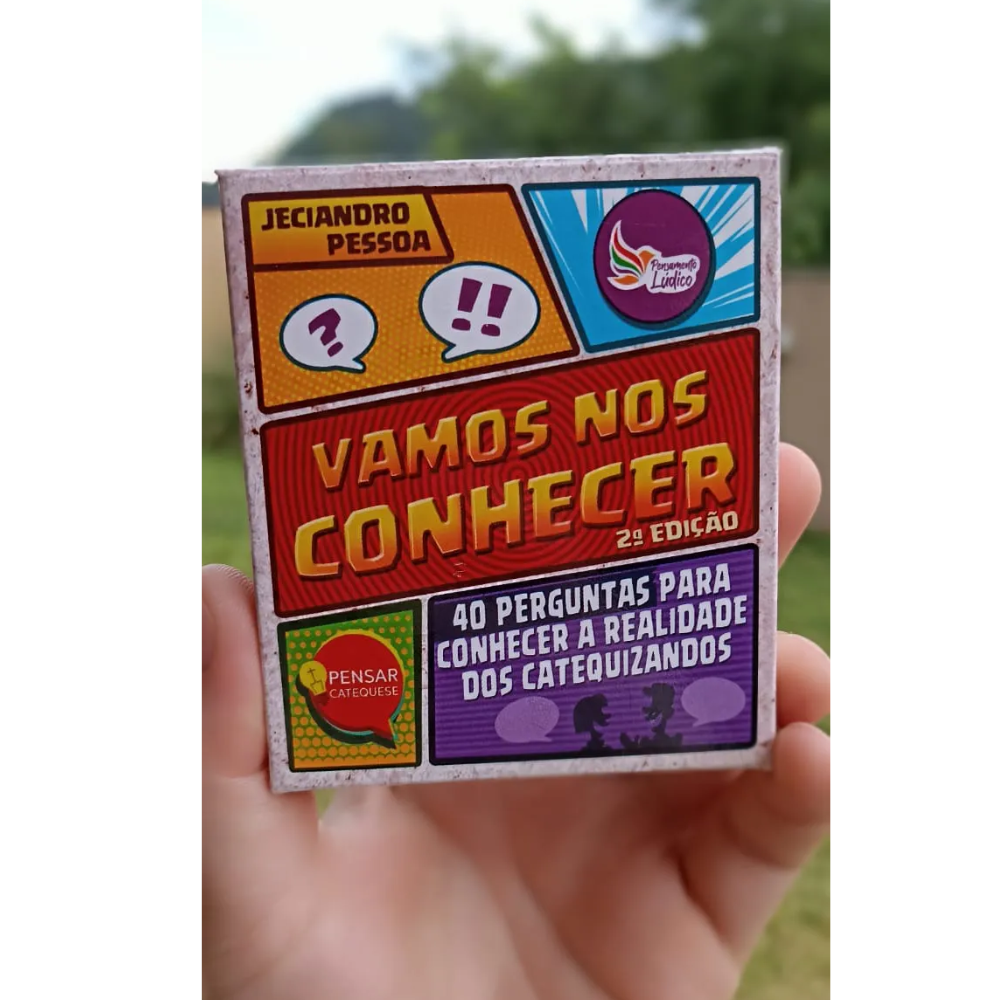 JECIANDRO
PESSOA
?
!!
Pensamento
Lúdico
VAMOS NOS
CONHECER
2ª EDIÇÃO
PENSAR
CATEQUESE
40 PERGUNTAS PARA
CONHECER A REALIDADE
DOS CATEQUIZANDOS